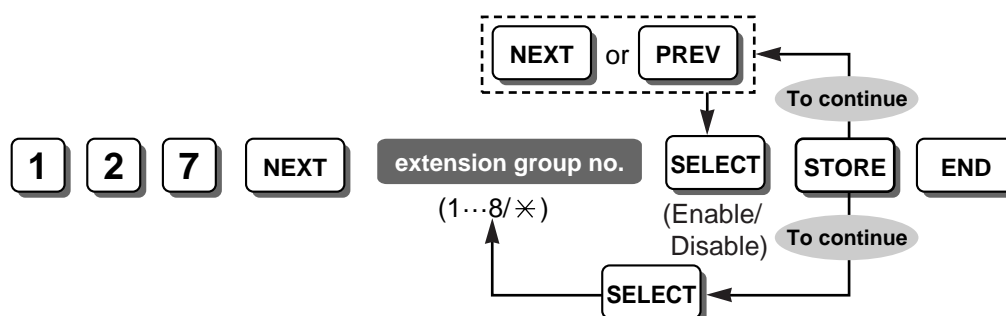 NEXT or PREV
To continue
1 2 7 NEXT extension group no. SELECT STORE END
(1···8/✳)
(Enable/
Disable)
To continue
SELECT